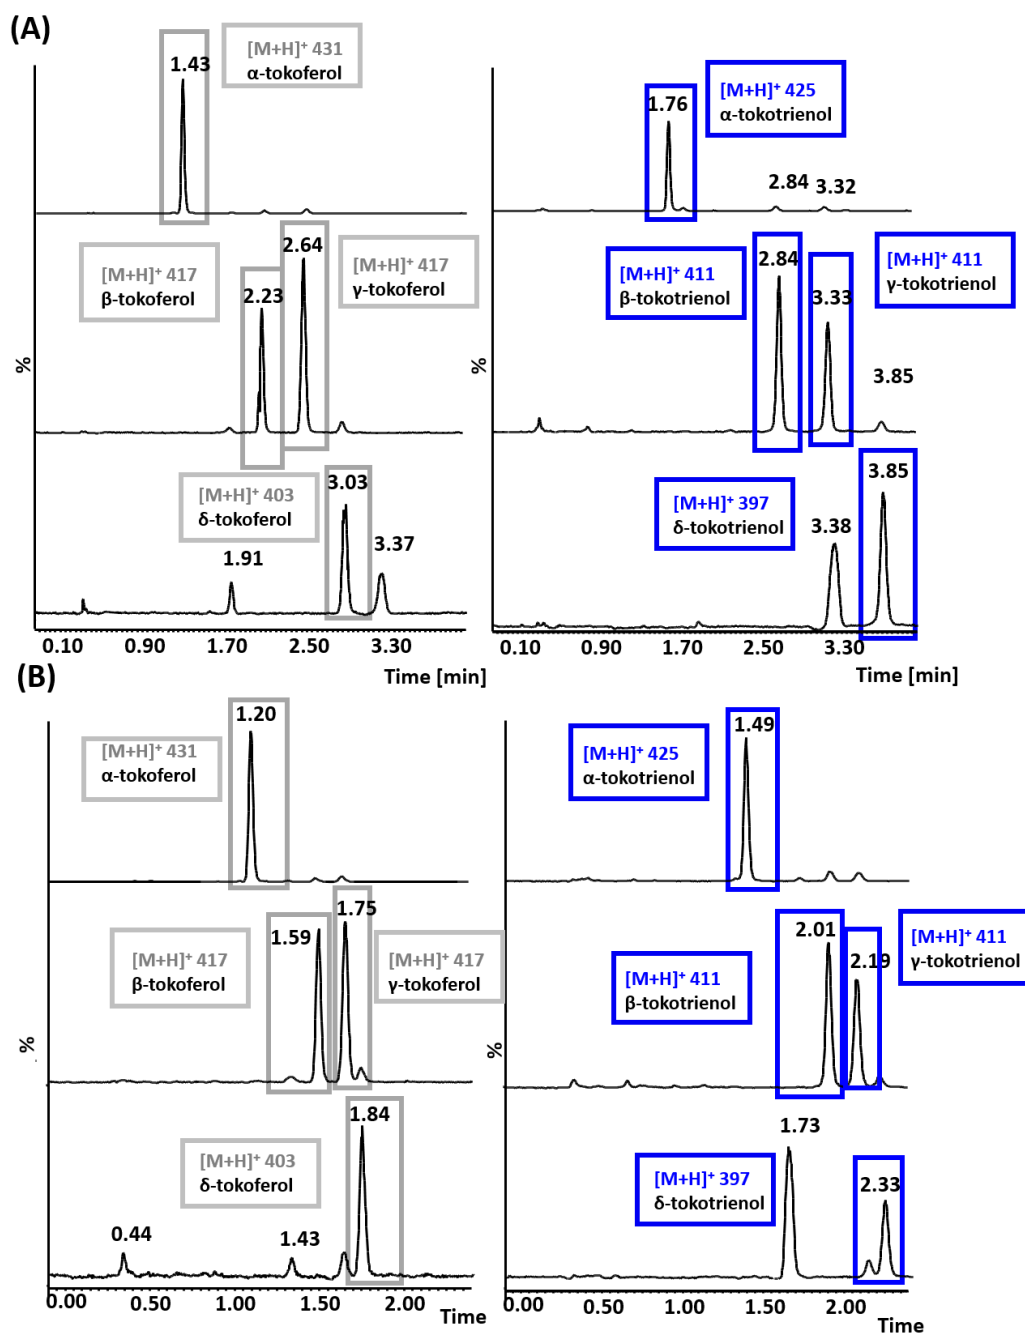 (A)
[M+H]⁺ 431
α-tokoferol
1.43
[M+H]⁺ 425
α-tokotrienol
1.76
2.84
3.32
[M+H]⁺ 417
β-tokoferol
2.23
2.64
[M+H]⁺ 417
γ-tokoferol
[M+H]⁺ 411
β-tokotrienol
2.84
3.33
[M+H]⁺ 411
γ-tokotrienol
3.85
%
[M+H]⁺ 403
δ-tokoferol
1.91
3.03
3.37
[M+H]⁺ 397
δ-tokotrienol
3.38
3.85
0.10 0.90 1.70 2.50 3.30
Time [min]
0.10 0.90 1.70 2.50 3.30
Time [min]
(B)
[M+H]⁺ 431
α-tokoferol
1.20
[M+H]⁺ 425
α-tokotrienol
1.49
[M+H]⁺ 417
β-tokoferol
1.59
1.75
[M+H]⁺ 417
γ-tokoferol
[M+H]⁺ 411
β-tokotrienol
2.01
2.19
[M+H]⁺ 411
γ-tokotrienol
%
%
[M+H]⁺ 403
δ-tokoferol
0.44
1.43
1.84
[M+H]⁺ 397
δ-tokotrienol
1.73
2.33
0.00 0.50 1.00 1.50 2.00
Time
0.00 0.50 1.00 1.50 2.00
Time